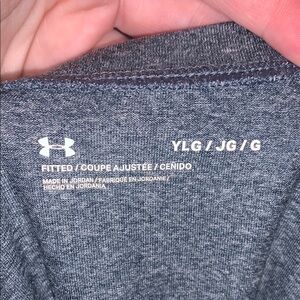 YLG / JG / G
FITTED / COUPE AJUSTÉE / CEÑIDO
MADE IN JORDAN / FABRIQUÉ EN JORDANIE /
HECHO EN JORDANIA